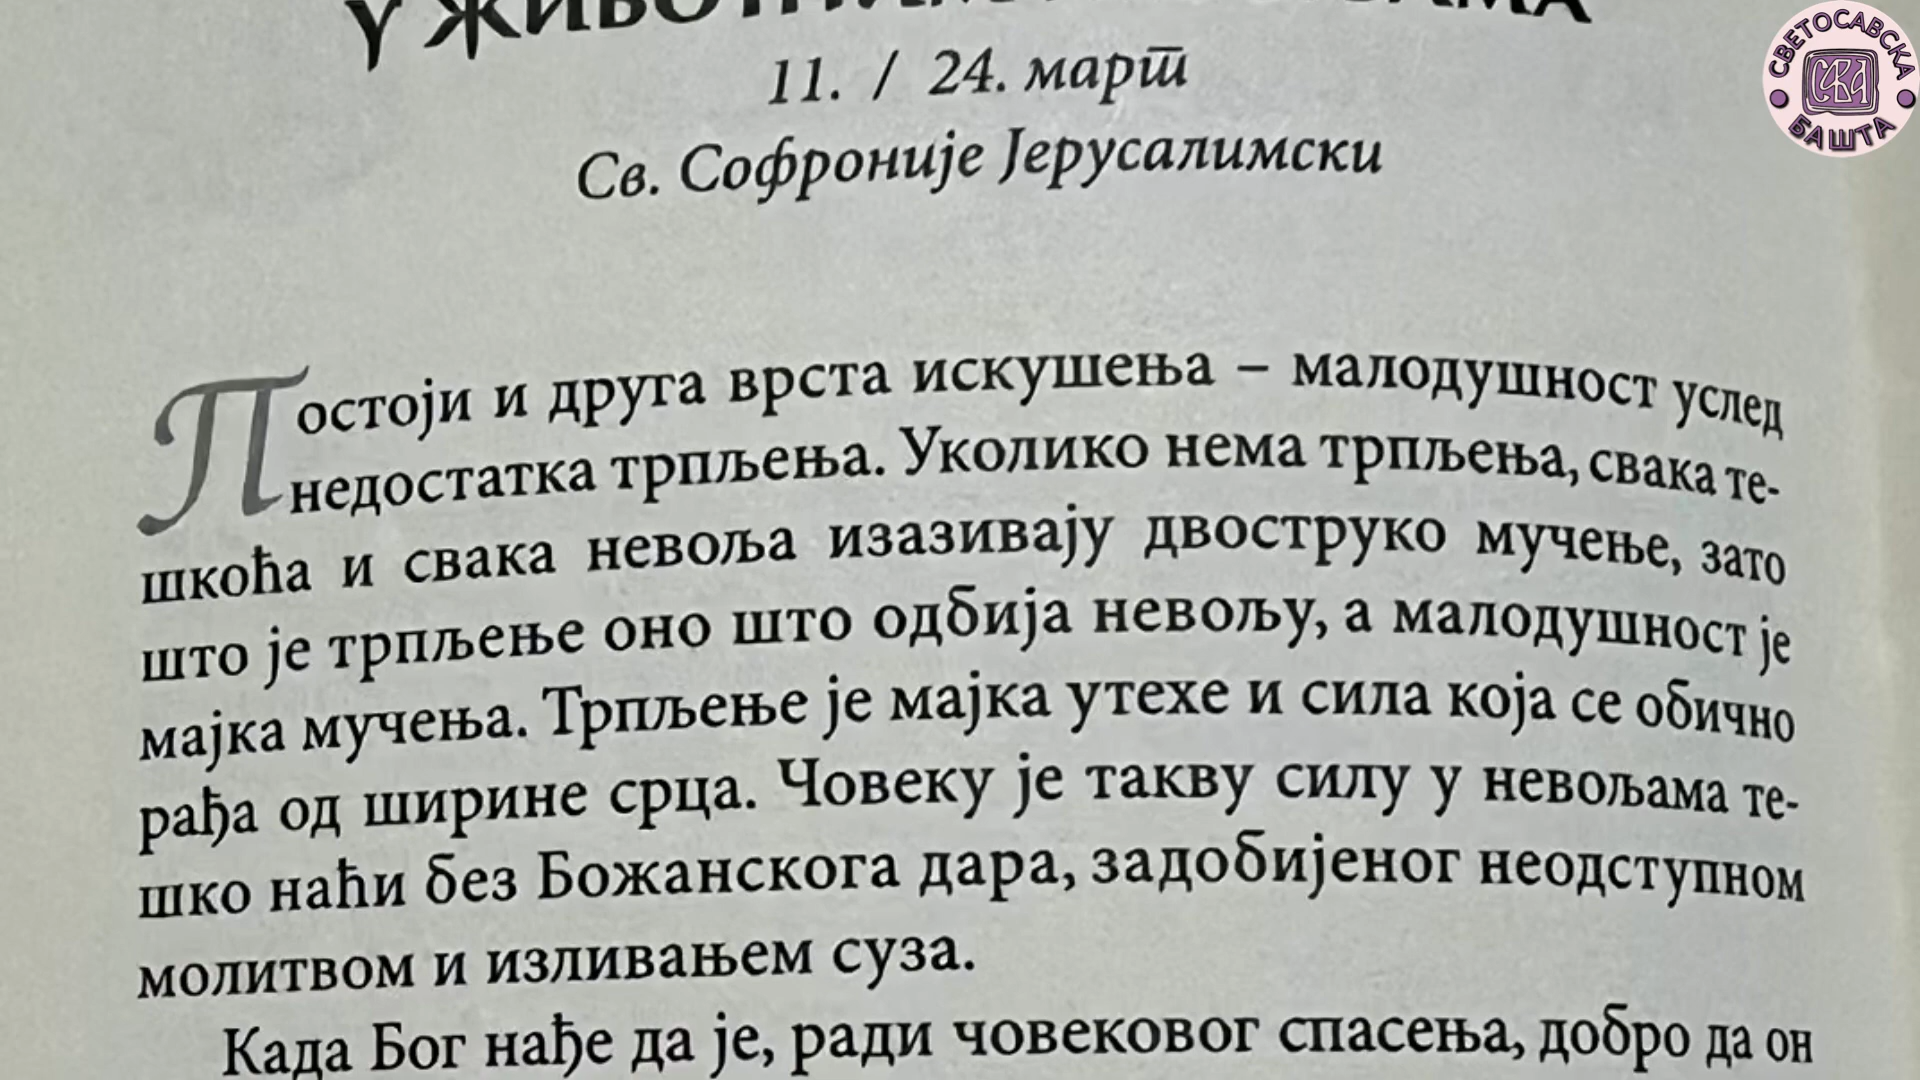 11. / 24. март
Св. Софроније Јерусалимски
Постоји и друга врста искушења – малодушност услед
недостатка трпљења. Уколико нема трпљења, свака те-
шкоћа и свака невоља изазивају двоструко мучење, зато
што је трпљење оно што одбија невољу, а малодушност је
мајка мучења. Трпљење је мајка утехе и сила која се обично
рађа од ширине срца. Човеку је такву силу у невољама те-
шко наћи без Божанскога дара, задобијеног неодступном
молитвом и изливањем суза.
Када Бог нађе да је, ради човековог спасења, добро да он
СВЕТОСАВСКА
САВА
БАШТА